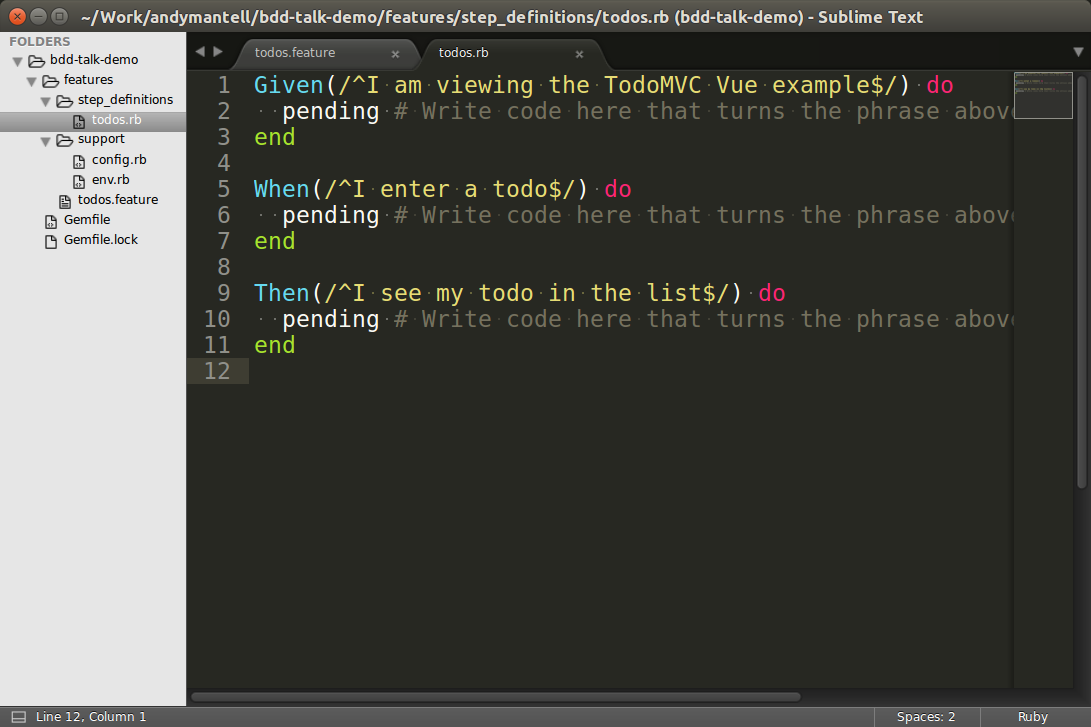 ~/Work/andymantell/bdd-talk-demo/features/step_definitions/todos.rb (bdd-talk-demo) - Sublime Text
FOLDERS
bdd-talk-demo
features
step_definitions
todos.rb
support
config.rb
env.rb
todos.feature
Gemfile
Gemfile.lock
todos.feature
todos.rb
1 Given(/^I am viewing the TodoMVC Vue example$/) do
2   pending # Write code here that turns the phrase above
3 end
4
5 When(/^I enter a todo$/) do
6   pending # Write code here that turns the phrase above
7 end
8
9 Then(/^I see my todo in the list$/) do
10   pending # Write code here that turns the phrase above
11 end
12
Line 12, Column 1
Spaces: 2
Ruby